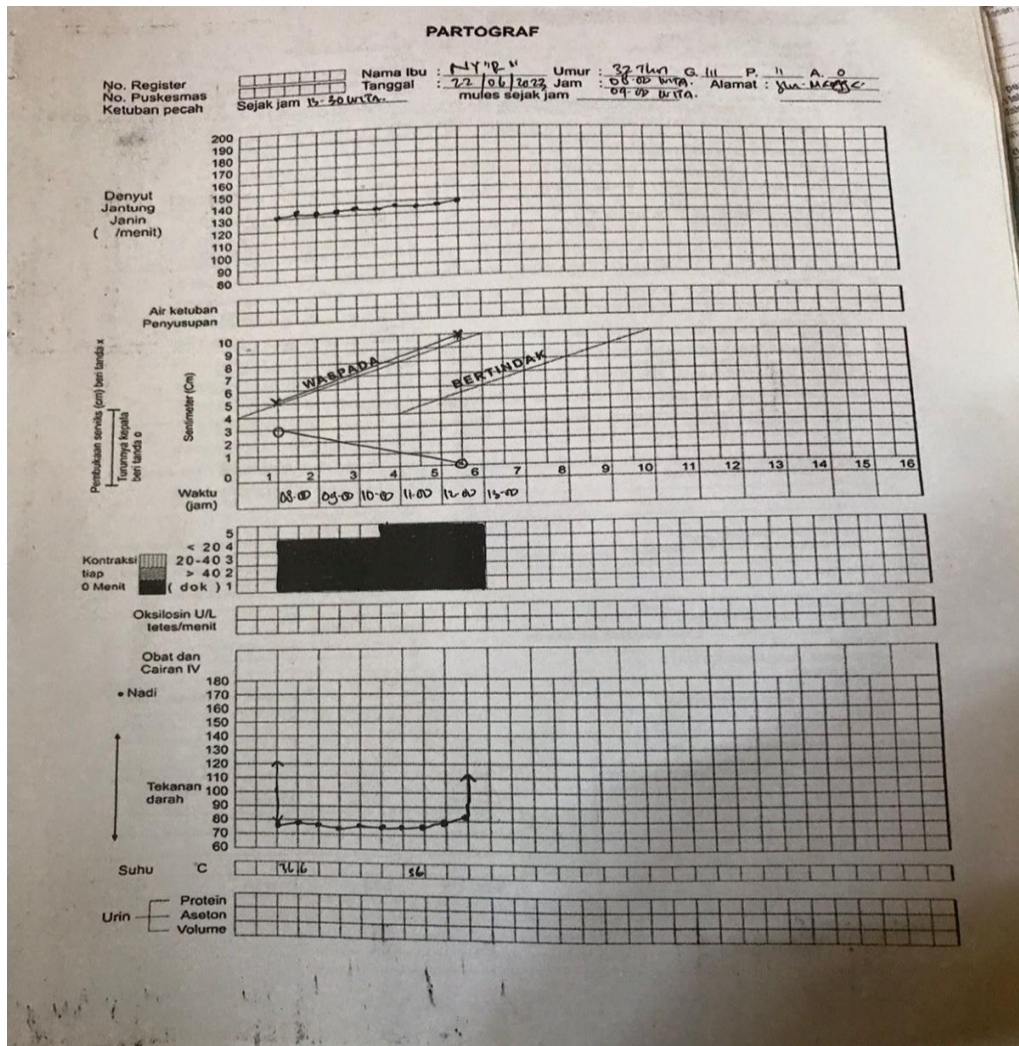 PARTOGRAF
No. Register Nama Ibu : NY "R" Umur : 32 Thn G. III P. II A. 0
No. Puskesmas Tanggal : 22/06/2023 Jam : 08.00 WITA. Alamat : Jln.
Ketuban pecah Sejak jam 13-30 WITA. mules sejak jam 04-00 WITA.
200
190
180
170
160
150
140
130
120
110
100
90
80
Denyut
Jantung
Janin
( /menit)
Air ketuban
Penyusupan
Pembukaan serviks (cm) beri tanda x
Turunnya kepala
beri tanda o
Sentimeter (Cm)
10
9
8
7
6
5
4
3
2
1
0
WASPADA
BERTINDAK
1 2 3 4 5 6 7 8 9 10 11 12 13 14 15 16
Waktu
(jam)
08-00 09-00 10-00 11-00 12-00 13-00
Kontraksi
tiap
0 Menit
5
< 20 4
20-40 3
> 40 2
( dok ) 1
Oksilosin U/L
tetes/menit
Obat dan
Cairan IV
• Nadi
Tekanan
darah
180
170
160
150
140
130
120
110
100
90
80
70
60
Suhu °C 36 6 36
Urin
Protein
Aseton
Volume